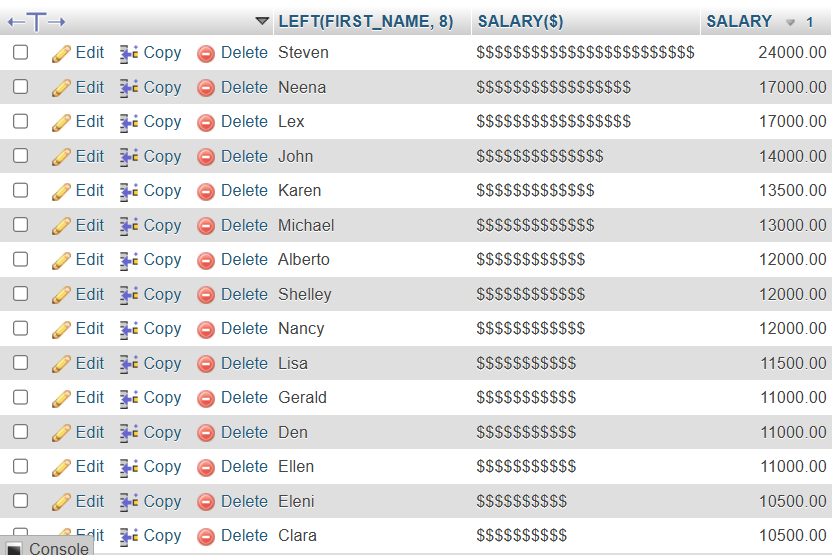 LEFT(FIRST_NAME, 8) SALARY($) SALARY 1
Edit Copy Delete Steven $$$$$$$$$$$$$$$$$$$$$$$$ 24000.00
Edit Copy Delete Neena $$$$$$$$$$$$$$$$$ 17000.00
Edit Copy Delete Lex $$$$$$$$$$$$$$$$$ 17000.00
Edit Copy Delete John $$$$$$$$$$$$$$ 14000.00
Edit Copy Delete Karen $$$$$$$$$$$$$ 13500.00
Edit Copy Delete Michael $$$$$$$$$$$$$ 13000.00
Edit Copy Delete Alberto $$$$$$$$$$$$ 12000.00
Edit Copy Delete Shelley $$$$$$$$$$$$ 12000.00
Edit Copy Delete Nancy $$$$$$$$$$$$ 12000.00
Edit Copy Delete Lisa $$$$$$$$$$$ 11500.00
Edit Copy Delete Gerald $$$$$$$$$$$ 11000.00
Edit Copy Delete Den $$$$$$$$$$$ 11000.00
Edit Copy Delete Ellen $$$$$$$$$$$ 11000.00
Edit Copy Delete Eleni $$$$$$$$$$ 10500.00
Edit Copy Delete Clara $$$$$$$$$$ 10500.00
Console